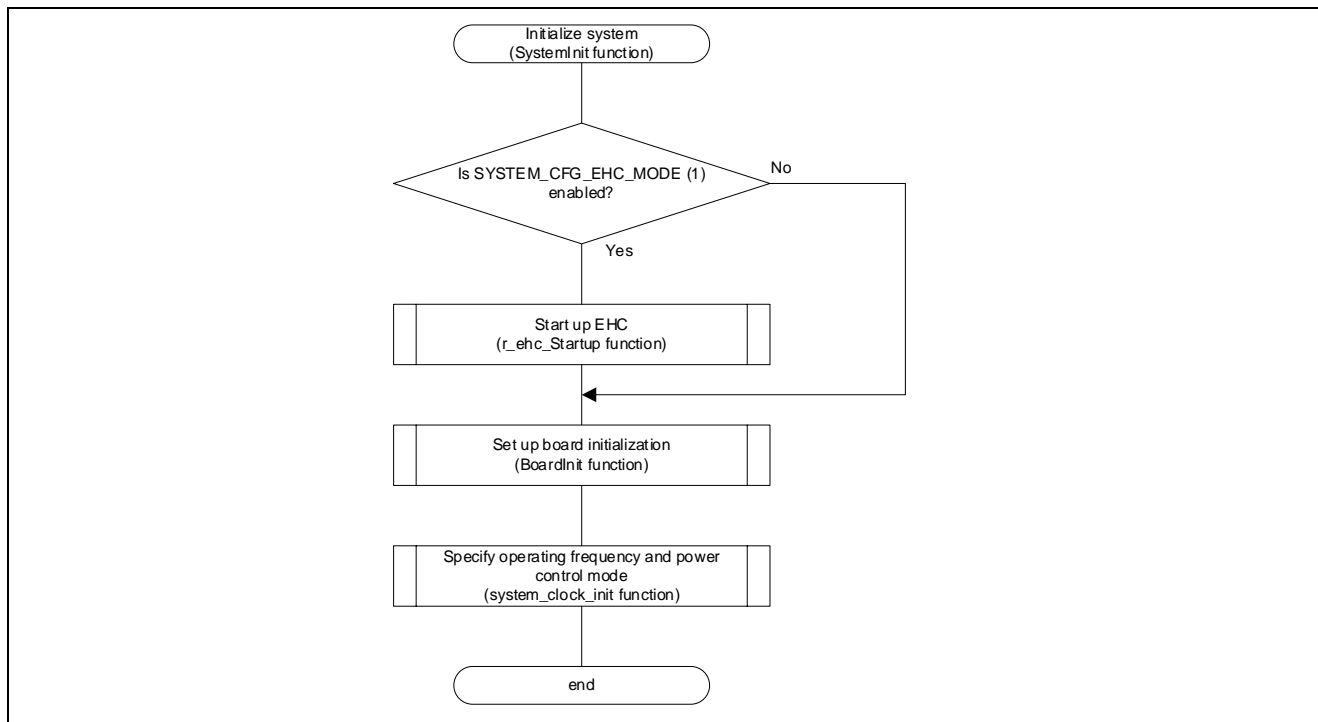 Initialize system
(SystemInit function)
Is SYSTEM_CFG_EHC_MODE (1)
enabled?
No
Yes
Start up EHC
(r_ehc_Startup function)
Set up board initialization
(BoardInit function)
Specify operating frequency and power
control mode
(system_clock_init function)
end